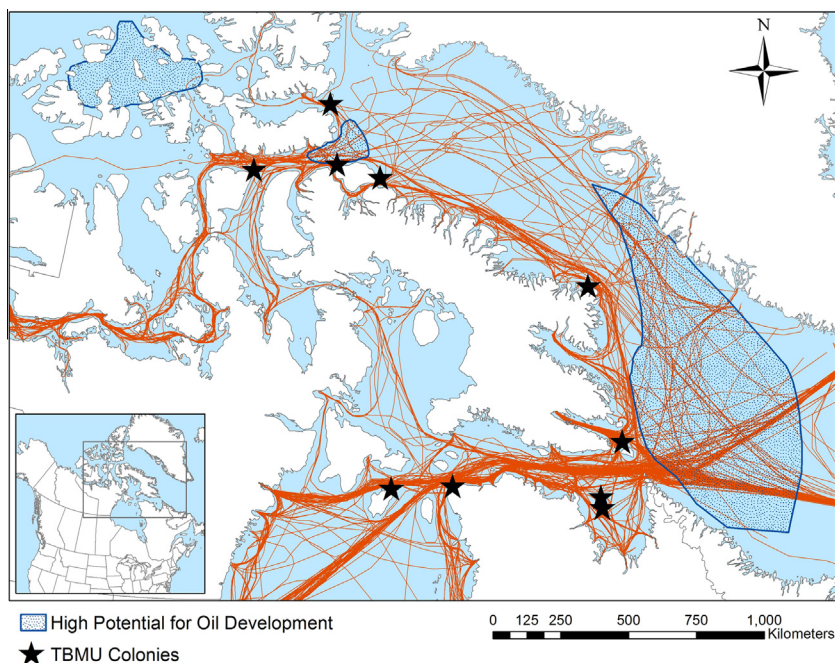 N
High Potential for Oil Development
TBMU Colonies
0 125 250 500 750 1,000
Kilometers